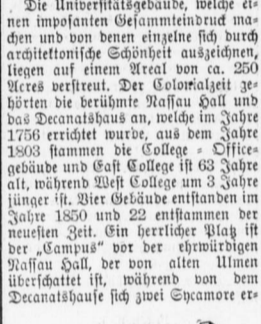 Die Universitätsgebäude, welche ei-
nen imposanten Gesammteindruck ma-
chen und von denen einzelne sich durch
architektonische Schönheit auszeichnen,
liegen auf einem Areal von ca. 250
Acres verstreut. Der Colonialzeit ge-
hörten die berühmte Nassau Hall und
das Decanatshaus an, welche im Jahre
1756 errichtet wurde, aus dem Jahre
1803 stammen die College - Office-
gebäude und East College ist 63 Jahre
alt, während West College um 3 Jahre
jünger ist. Vier Gebäude entstanden im
Jahre 1850 und 22 entstammen der
neuesten Zeit. Ein herrlicher Platz ist
der „Campus“ vor der ehrwürdigen
Nassau Hall, der von alten Ulmen
überschattet ist, während von dem
Decanatshause sich zwei Sycamore er-